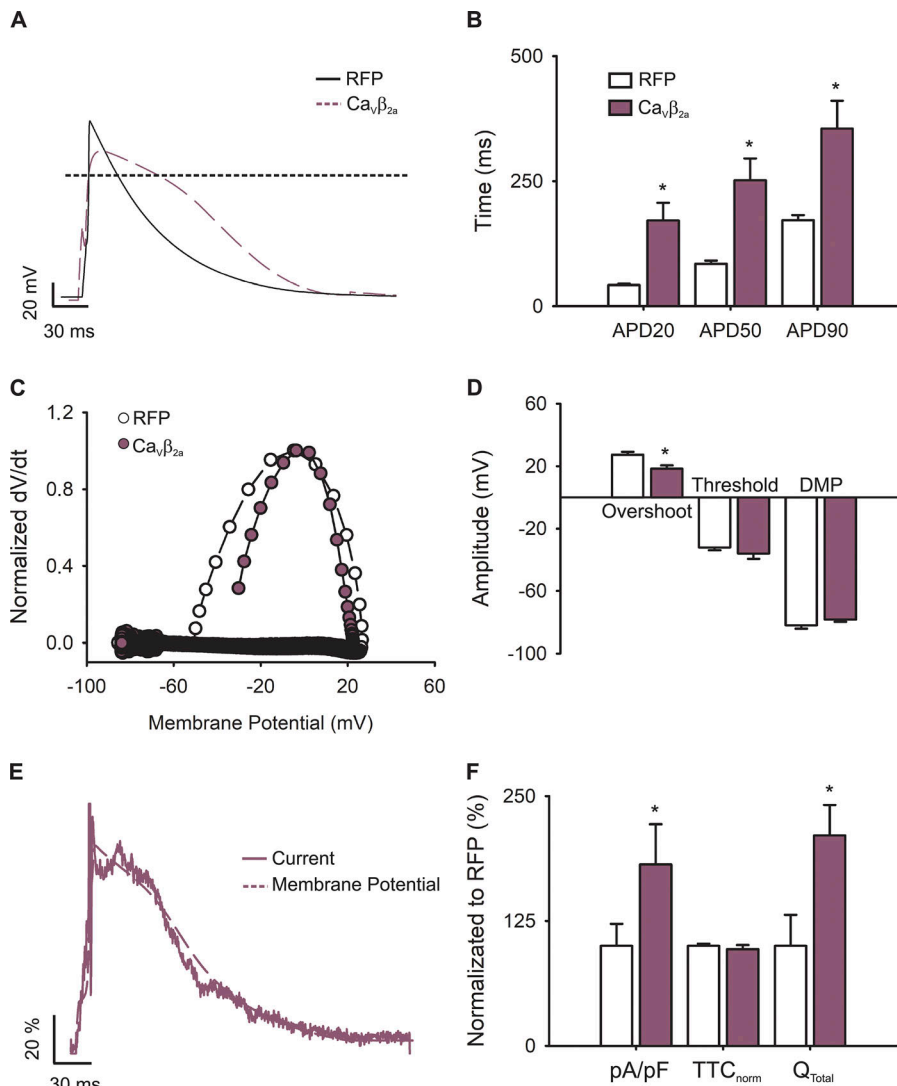 A
RFP
Caᵥβ₂ₐ
20 mV
30 ms
B
500
RFP
Caᵥβ₂ₐ
*
*
*
250
Time (ms)
0
APD20 APD50 APD90
C
1.2
RFP
Caᵥβ₂ₐ
0.8
Normalized dV/dt
0.4
0.0
-100 -60 -20 20 60
Membrane Potential (mV)
D
60
20
*
Threshold DMP
Overshoot
Amplitude (mV)
-20
-60
-100
E
Current
Membrane Potential
20 %
30 ms
F
250
*
*
Normalizated to RFP (%)
125
0
pA/pF TTCnorm QTotal